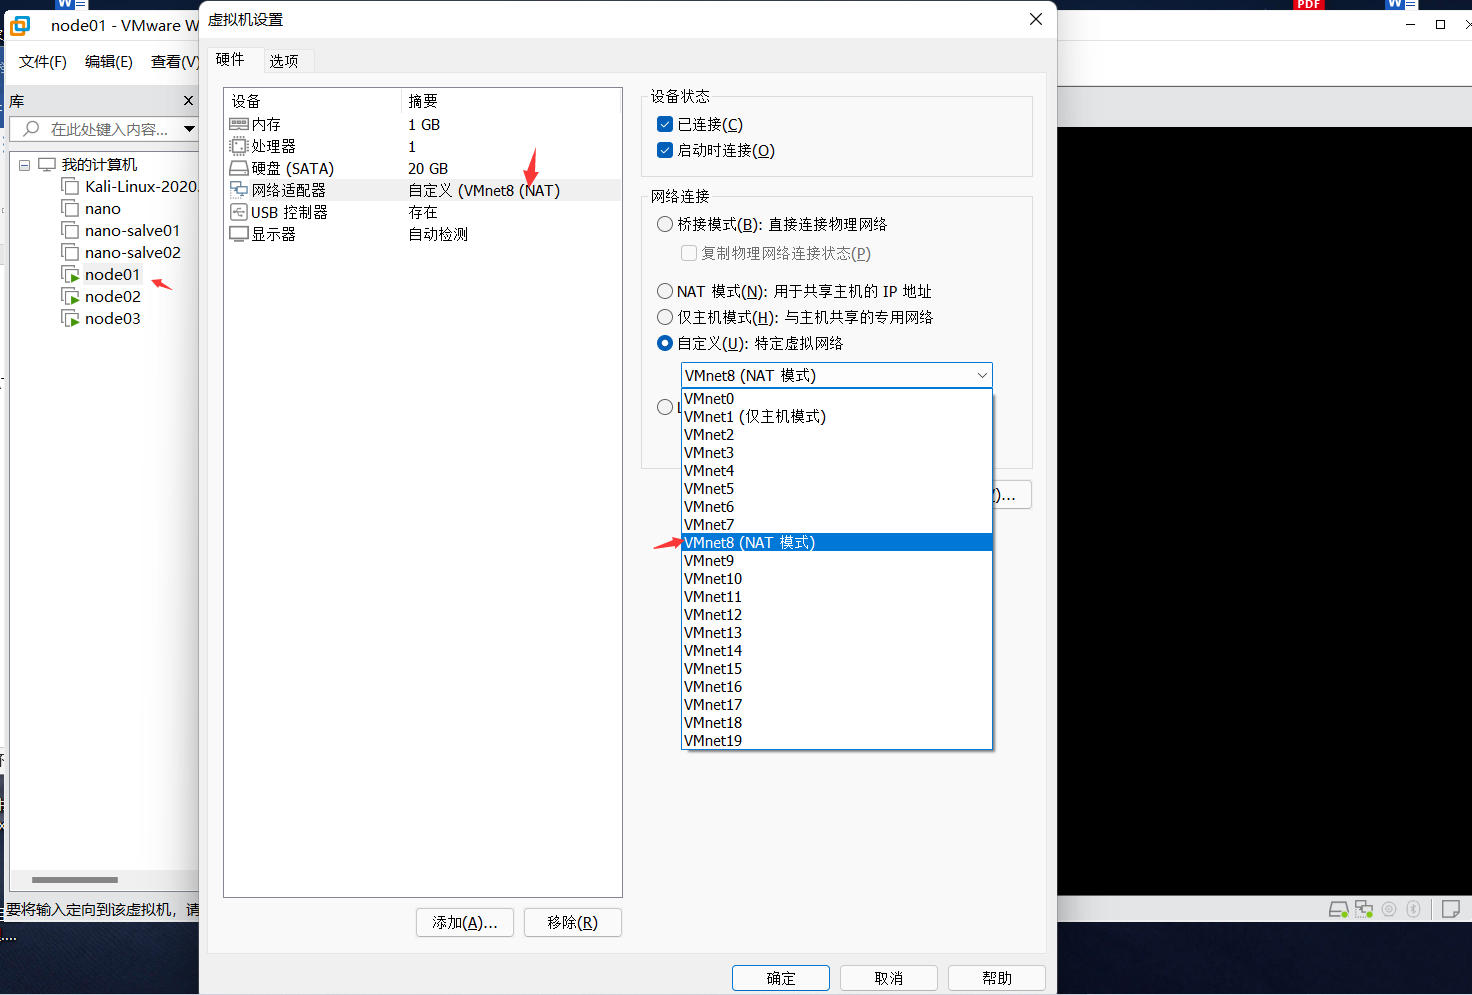 node01 - VMware W
文件(F) 编辑(E) 查看(V)
库
在此处键入内容...
我的计算机
Kali-Linux-2020.
nano
nano-salve01
nano-salve02
node01
node02
node03
要将输入定向到该虚拟机，请
虚拟机设置
硬件 选项
设备 摘要
内存 1 GB
处理器 1
硬盘 (SATA) 20 GB
网络适配器 自定义 (VMnet8 (NAT)
USB 控制器 存在
显示器 自动检测
添加(A)... 移除(R)
设备状态
已连接(C)
启动时连接(O)
网络连接
桥接模式(B): 直接连接物理网络
复制物理网络连接状态(P)
NAT 模式(N): 用于共享主机的 IP 地址
仅主机模式(H): 与主机共享的专用网络
自定义(U): 特定虚拟网络
VMnet8 (NAT 模式)
VMnet0
VMnet1 (仅主机模式)
VMnet2
VMnet3
VMnet4
VMnet5
VMnet6
VMnet7
VMnet8 (NAT 模式)
VMnet9
VMnet10
VMnet11
VMnet12
VMnet13
VMnet14
VMnet15
VMnet16
VMnet17
VMnet18
VMnet19
确定 取消 帮助
PDF